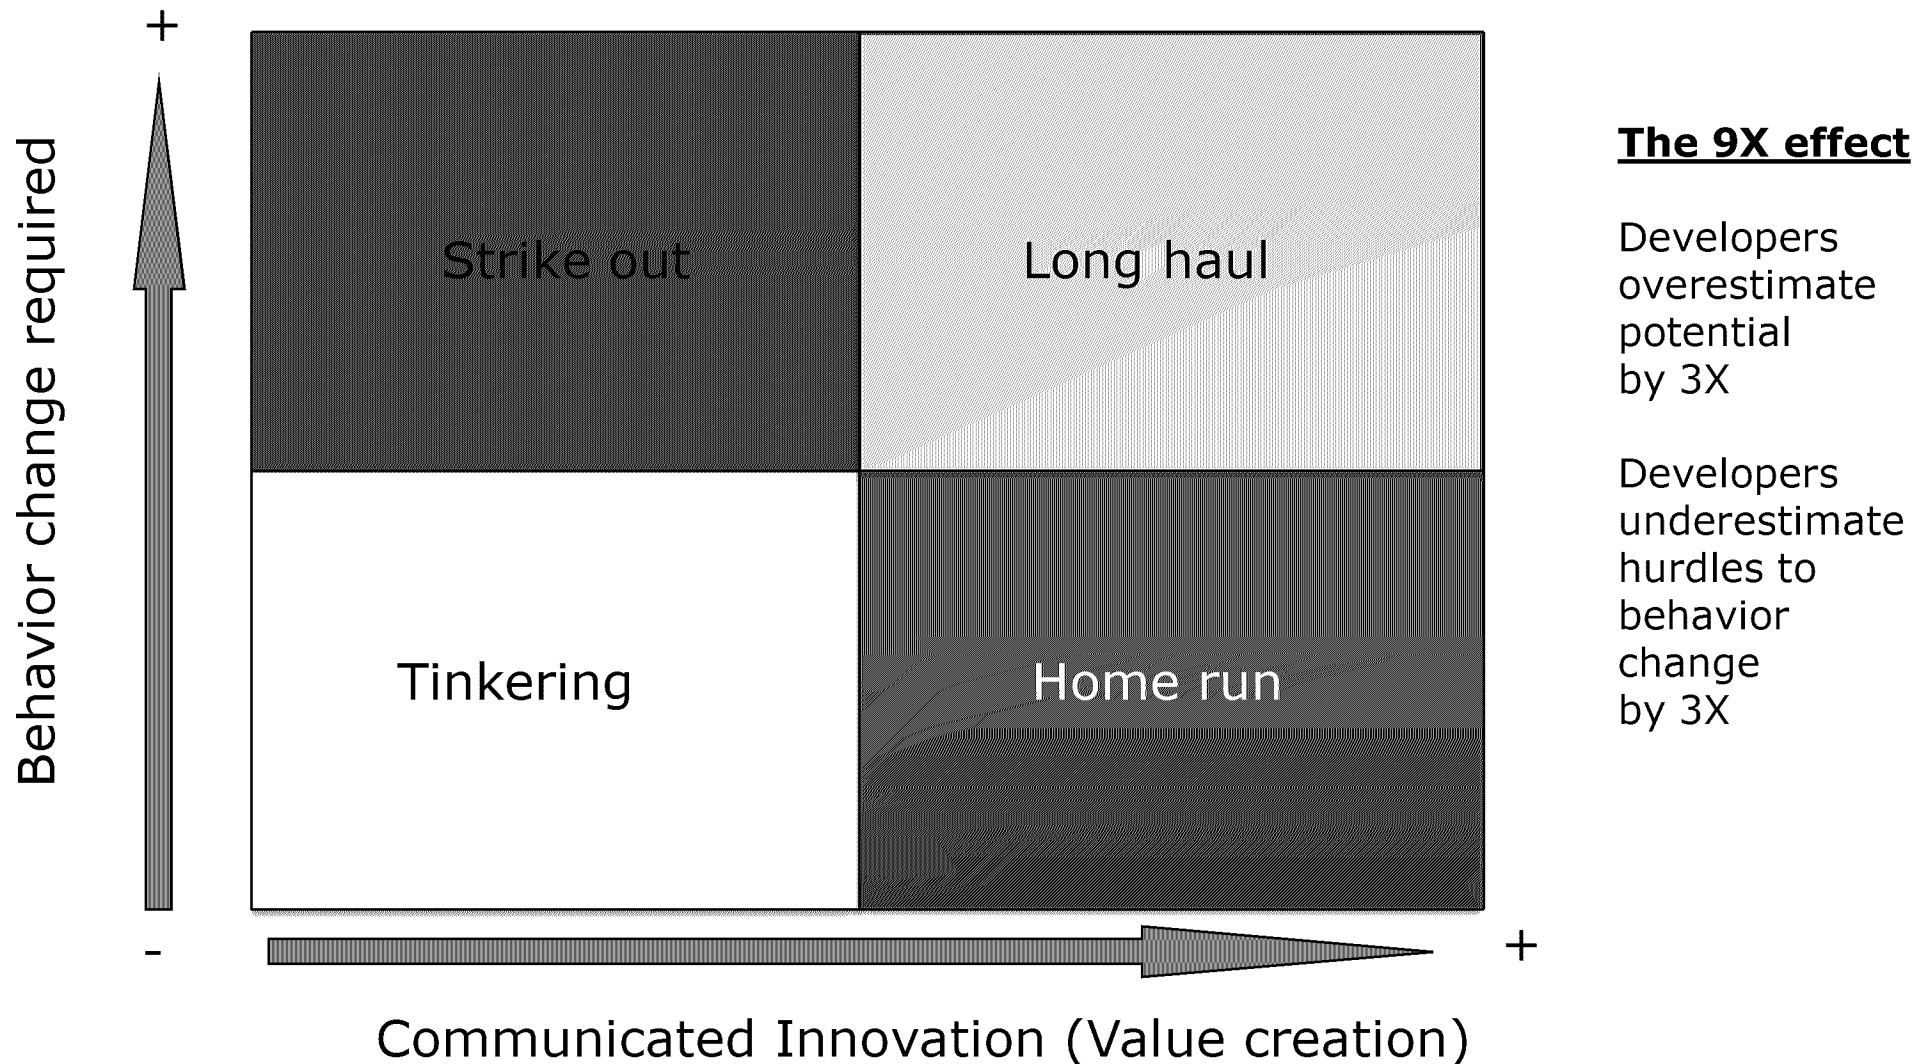 +
Behavior change required
Strike out
Long haul
Tinkering
Home run
-
+
Communicated Innovation (Value creation)
The 9X effect
Developers
overestimate
potential
by 3X
Developers
underestimate
hurdles to
behavior
change
by 3X